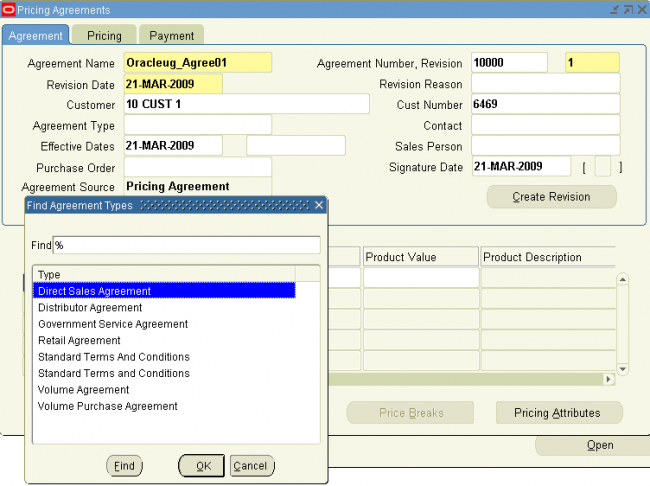 Pricing Agreements
Agreement Pricing Payment
Agreement Name Oracleug_Agree01 Agreement Number, Revision 10000 1
Revision Date 21-MAR-2009 Revision Reason
Customer 10 CUST 1 Cust Number 6469
Agreement Type Contact
Effective Dates 21-MAR-2009 Sales Person
Purchase Order Signature Date 21-MAR-2009 [ ]
Agreement Source Pricing Agreement
Create Revision
Find Agreement Types
Find %
Type
Direct Sales Agreement
Distributor Agreement
Government Service Agreement
Retail Agreement
Standard Terms And Conditions
Standard Terms and Conditions
Volume Agreement
Volume Purchase Agreement
Find OK Cancel
Product Value Product Description
Price Breaks Pricing Attributes
Open